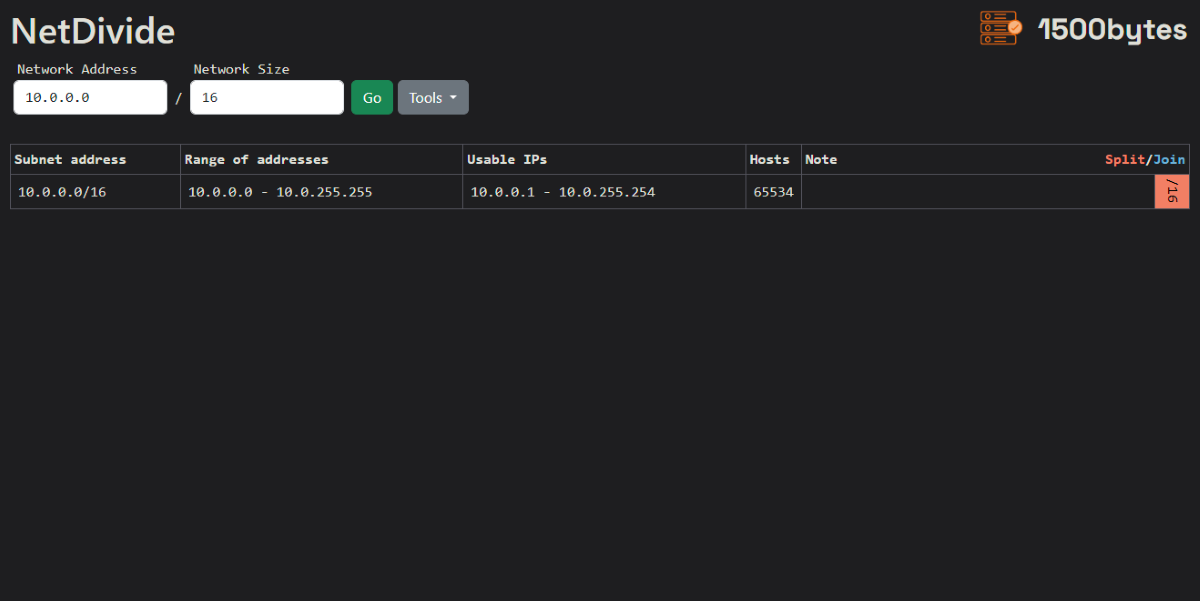 NetDivide
1500bytes
Network Address Network Size
10.0.0.0 / 16 Go Tools
Subnet address Range of addresses Usable IPs Hosts Note Split/Join
10.0.0.0/16 10.0.0.0 - 10.0.255.255 10.0.0.1 - 10.0.255.254 65534 /16